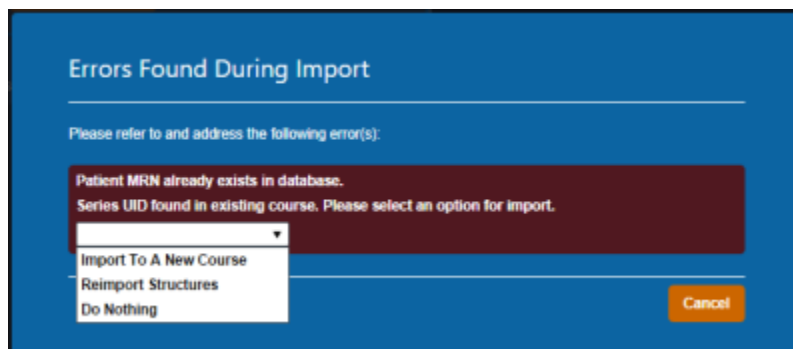 Errors Found During Import
Please refer to and address the following error(s):
Patient MRN already exists in database.
Series UID found in existing course. Please select an option for import.
Import To A New Course
Reimport Structures
Do Nothing
Cancel